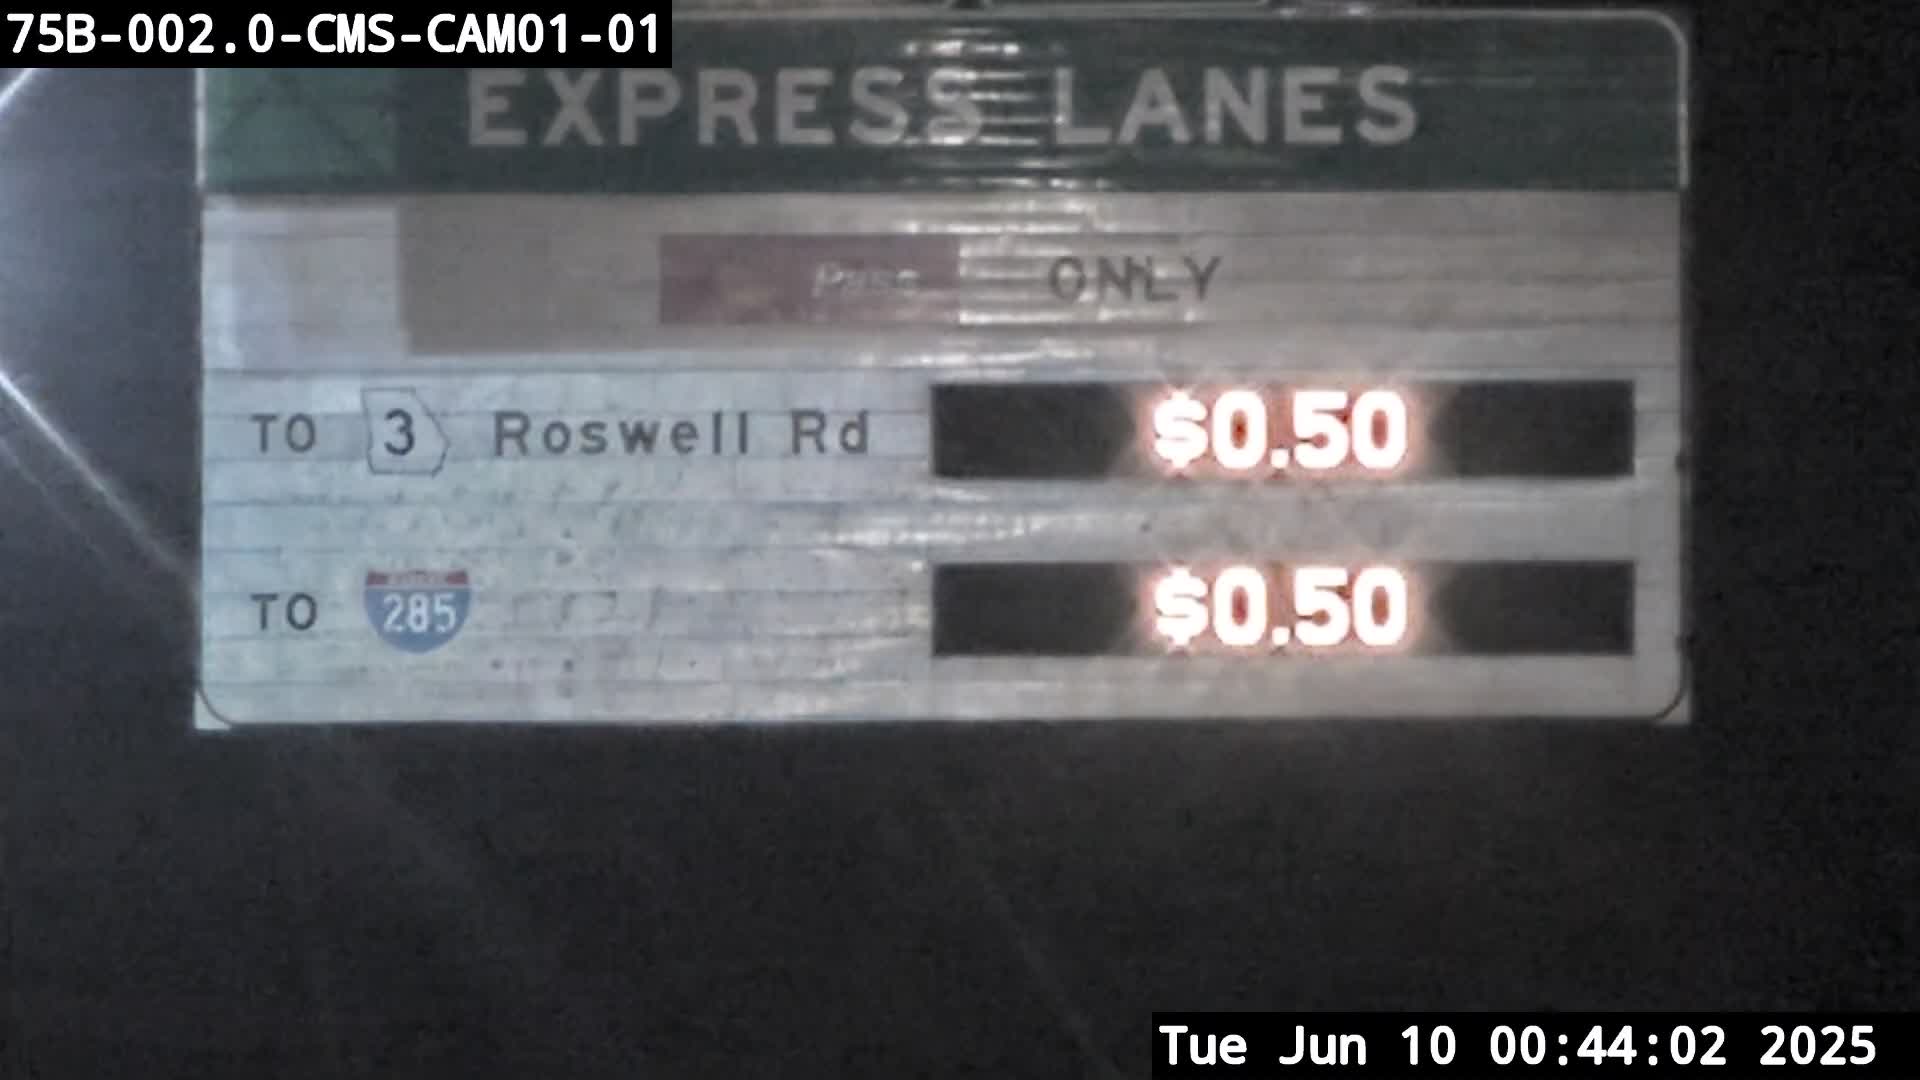 75B-002.0-CMS-CAM01-01
EXPRESS LANES
Pass ONLY
TO 3 Roswell Rd $0.50
TO 285 $0.50
Tue Jun 10 00:44:02 2025